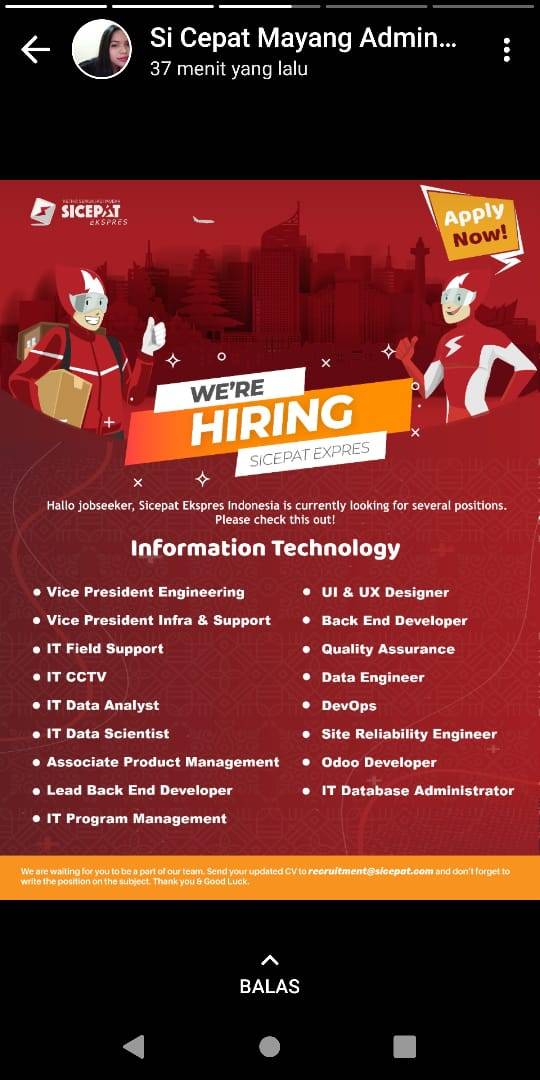 Si Cepat Mayang Admin...
37 menit yang lalu
SICEPAT
EKSPRES
Apply
Now!
WE'RE
HIRING
SICEPAT EXPRES
Hallo jobseeker, Sicepat Ekspres Indonesia is currently looking for several positions.
Please check this out!
Information Technology
• Vice President Engineering
• Vice President Infra & Support
• IT Field Support
• IT CCTV
• IT Data Analyst
• IT Data Scientist
• Associate Product Management
• Lead Back End Developer
• IT Program Management
• UI & UX Designer
• Back End Developer
• Quality Assurance
• Data Engineer
• DevOps
• Site Reliability Engineer
• Odoo Developer
• IT Database Administrator
We are waiting for you to be a part of our team. Send your updated CV to recruitment@sicepat.com and don't forget to
write the position on the subject. Thank you & Good Luck.
BALAS